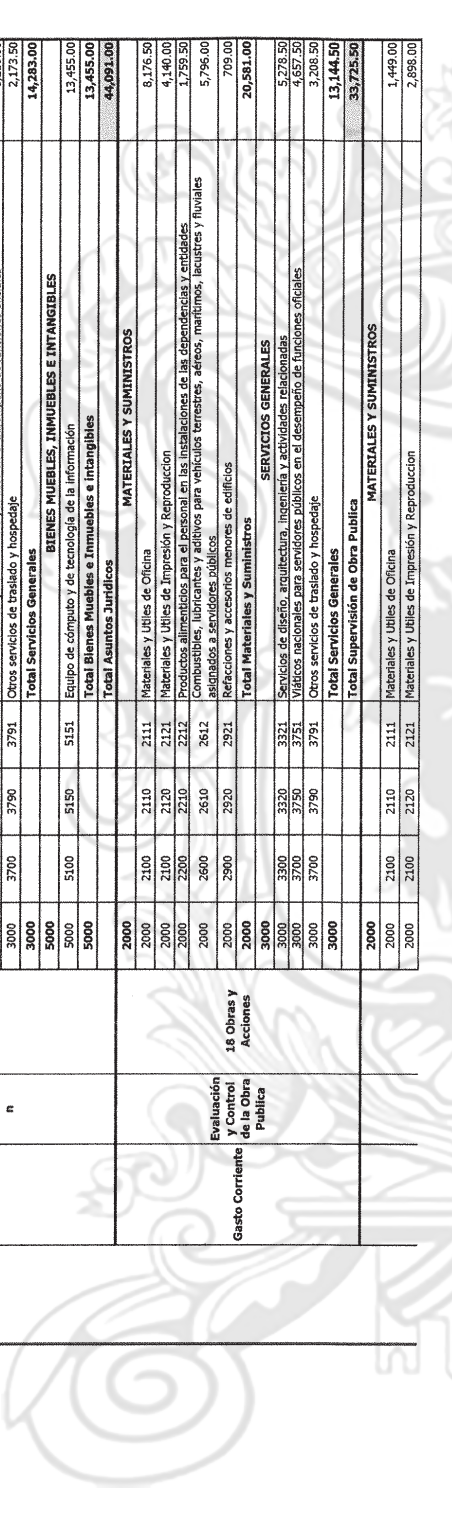 3000 3700 3790 3791 Otros servicios de traslado y hospedaje 2,173.50
3000 Total Servicios Generales 14,283.00
5000 BIENES MUEBLES, INMUEBLES E INTANGIBLES
5000 5100 5150 5151 Equipo de cómputo y de tecnología de la información 13,455.00
5000 Total Bienes Muebles e Inmuebles e intangibles 13,455.00
Total Asuntos Juridicos 44,091.00
n
2000 MATERIALES Y SUMINISTROS
2000 2100 2110 2111 Materiales y Utiles de Oficina 8,176.50
2000 2100 2120 2121 Materiales y Utiles de Impresión y Reproduccion 4,140.00
2000 2200 2210 2212 Productos alimenticios para el personal en las instalaciones de las dependencias y entidades 1,759.50
2000 2600 2610 2612 Combustibles, lubricantes y aditivos para vehículos terrestres, aéreos, marítimos, lacustres y fluviales
asignados a servidores públicos 5,796.00
2000 2900 2920 2921 Refacciones y accesorios menores de edificios 709.00
2000 Total Materiales y Suministros 20,581.00
Gasto Corriente
Evaluación
y Control
de la Obra
Publica
18 Obras y
Acciones
3000 SERVICIOS GENERALES
3000 3300 3320 3321 Servicios de diseño, arquitectura, ingeniería y actividades relacionadas 5,278.50
3000 3700 3750 3751 Viáticos nacionales para servidores públicos en el desempeño de funciones oficiales 4,657.50
3000 3700 3790 3791 Otros servicios de traslado y hospedaje 3,208.50
3000 Total Servicios Generales 13,144.50
Total Supervisión de Obra Publica 33,725.50
2000 MATERIALES Y SUMINISTROS
2000 2100 2110 2111 Materiales y Utiles de Oficina 1,449.00
2000 2100 2120 2121 Materiales y Utiles de Impresión y Reproduccion 2,898.00